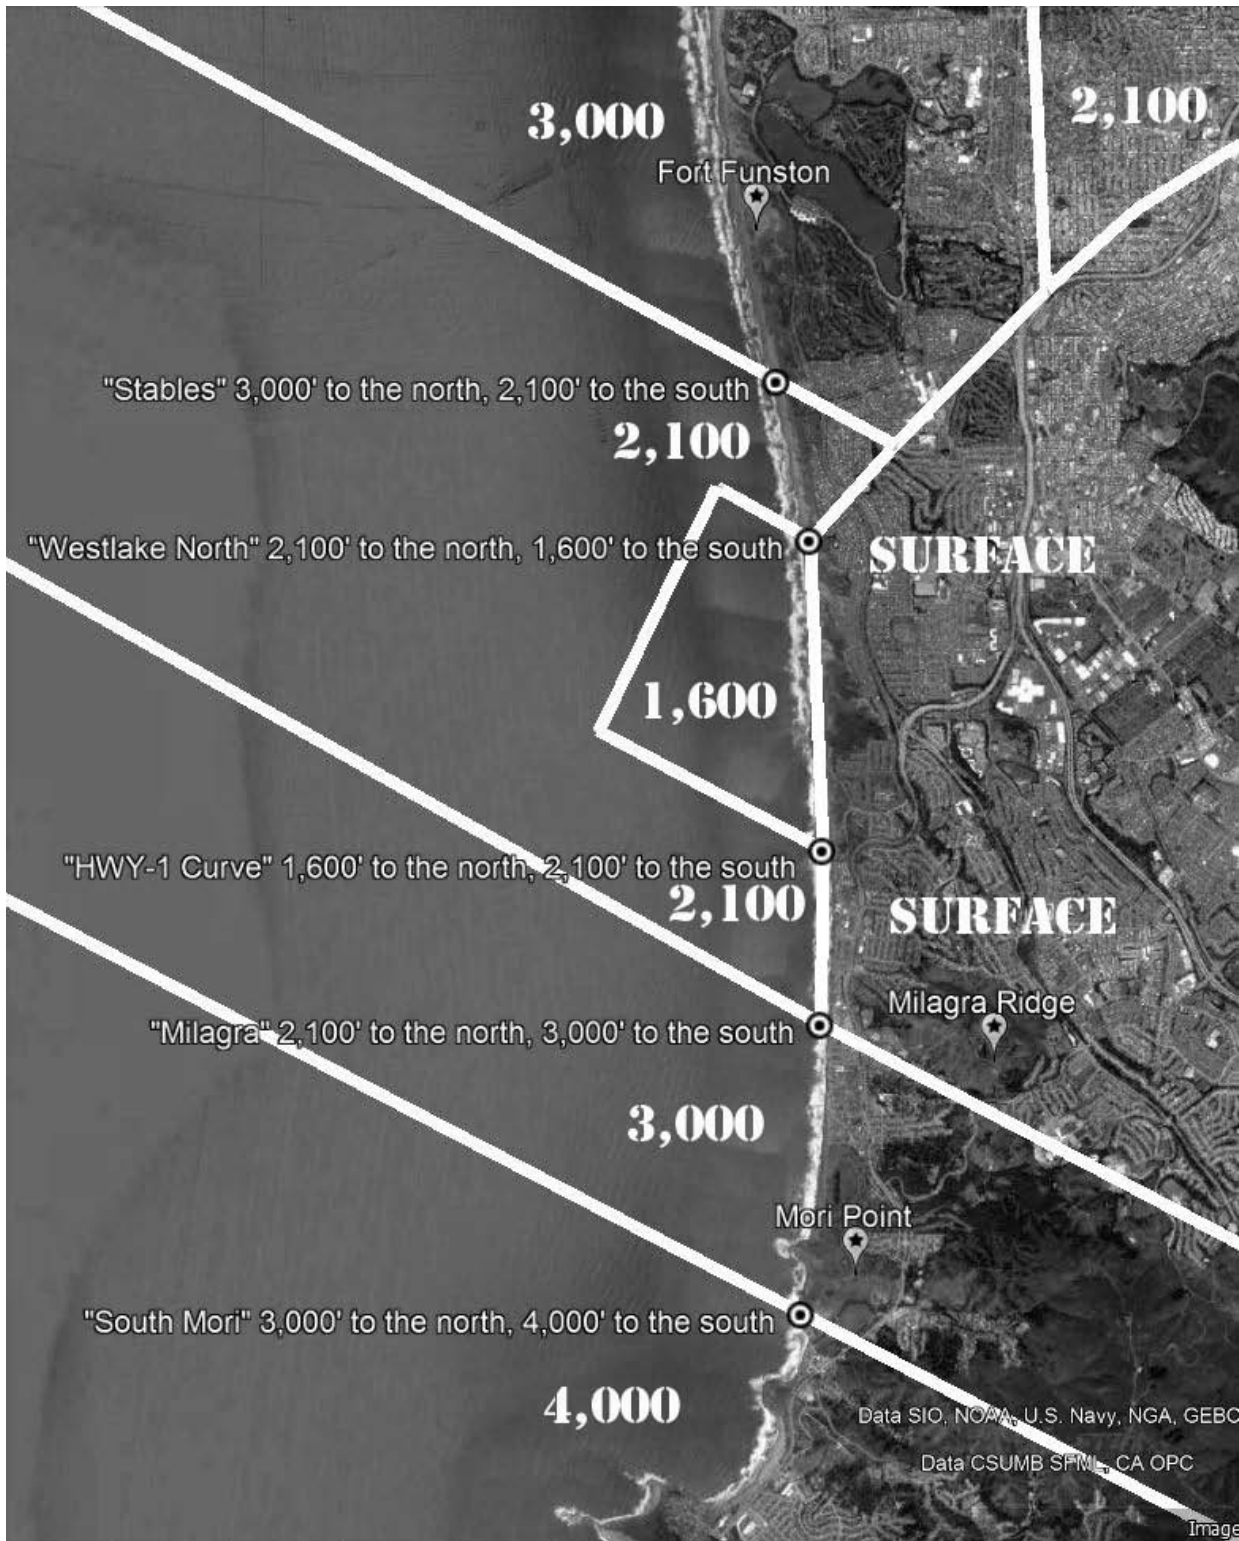 2,100
3,000
Fort Funston
"Stables" 3,000' to the north, 2,100' to the south
2,100
"Westlake North" 2,100' to the north, 1,600' to the south
SURFACE
1,600
"HWY-1 Curve" 1,600' to the north, 2,100' to the south
2,100
SURFACE
Milagra Ridge
"Milagra" 2,100' to the north, 3,000' to the south
3,000
Mori Point
"South Mori" 3,000' to the north, 4,000' to the south
4,000
Data SIO, NOAA, U.S. Navy, NGA, GEBC
Data CSUMB SFML, CA OPC
Image